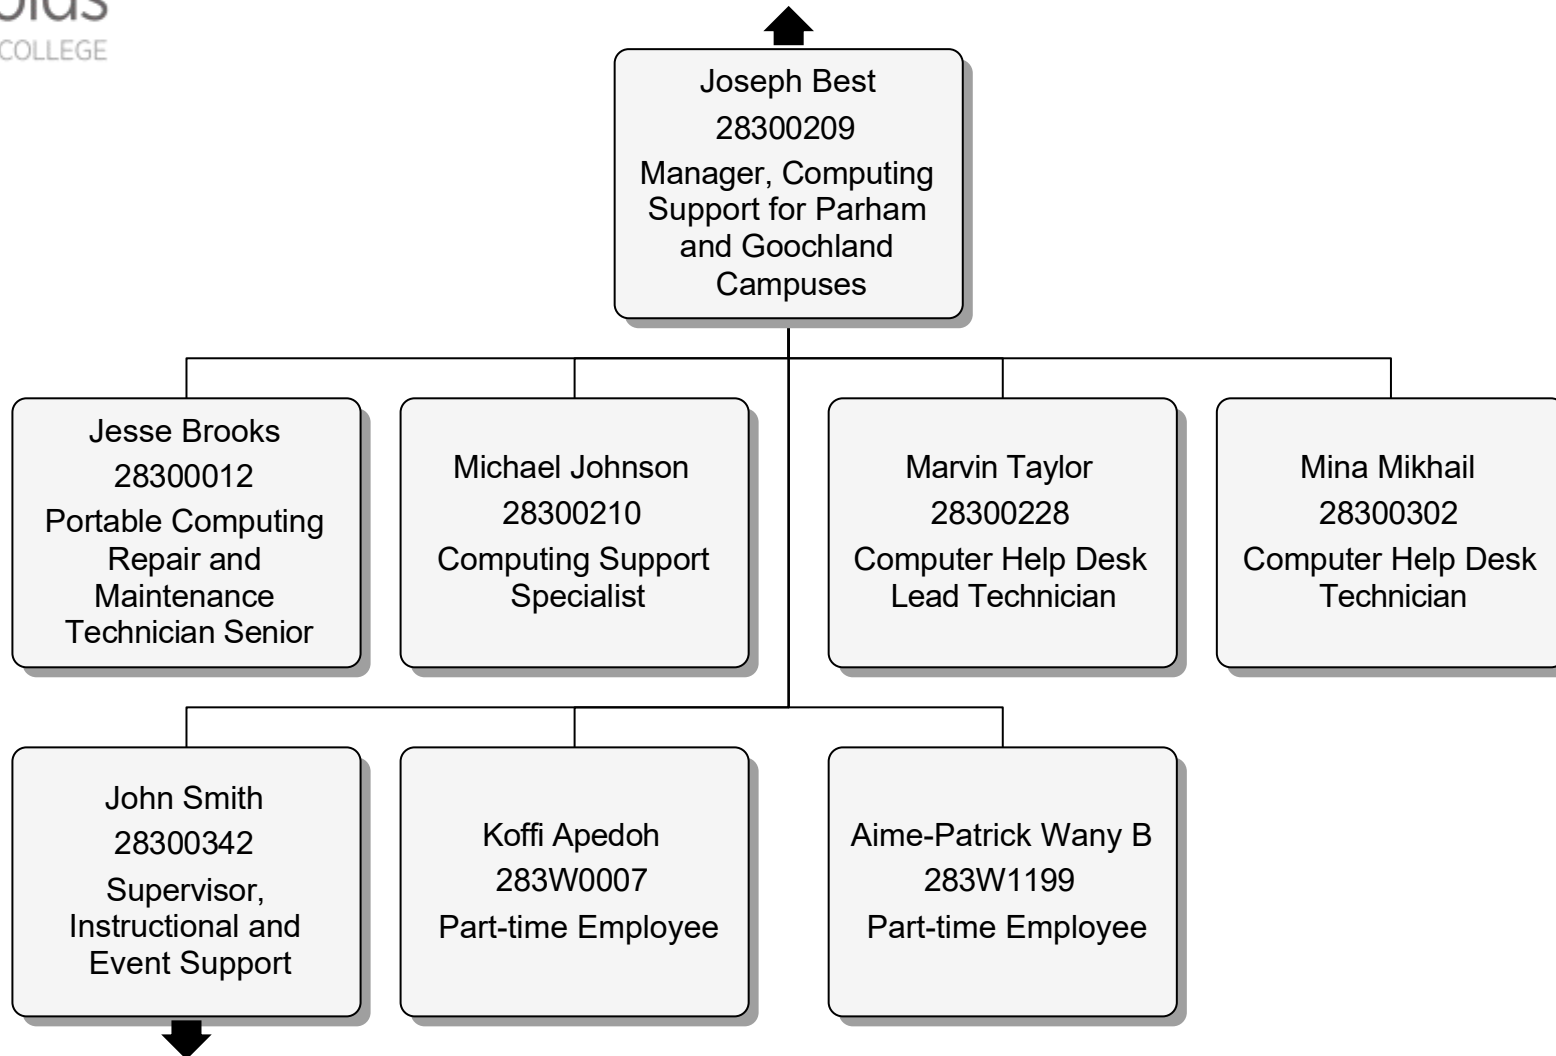 COLLEGE
Joseph Best
28300209
Manager, Computing
Support for Parham
and Goochland
Campuses
Jesse Brooks
28300012
Portable Computing
Repair and
Maintenance
Technician Senior
Michael Johnson
28300210
Computing Support
Specialist
Marvin Taylor
28300228
Computer Help Desk
Lead Technician
Mina Mikhail
28300302
Computer Help Desk
Technician
John Smith
28300342
Supervisor,
Instructional and
Event Support
Koffi Apedoh
283W0007
Part-time Employee
Aime-Patrick Wany B
283W1199
Part-time Employee